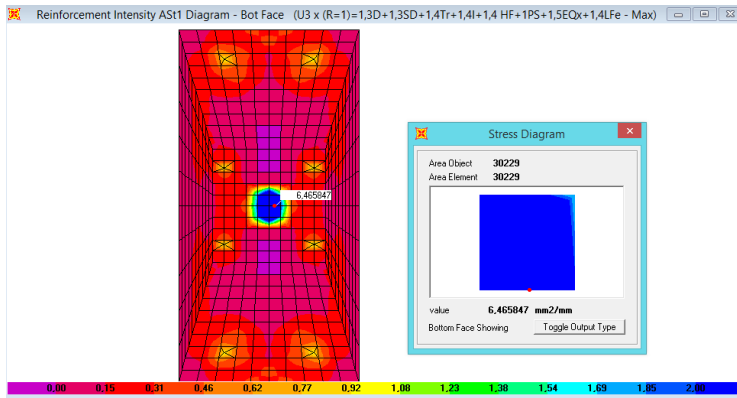 Reinforcement Intensity ASt1 Diagram - Bot Face (U3 x (R=1)=1,3D+1,3SD+1,4Tr+1,4I+1,4 HF+1PS+1,5EQx+1,4LFe - Max)
Stress Diagram
Area Object 30229
Area Element 30229
6,465847
value 6,465847 mm2/mm
Bottom Face Showing Toggle Output Type
0,00 0,15 0,31 0,46 0,62 0,77 0,92 1,08 1,23 1,38 1,54 1,69 1,85 2,00